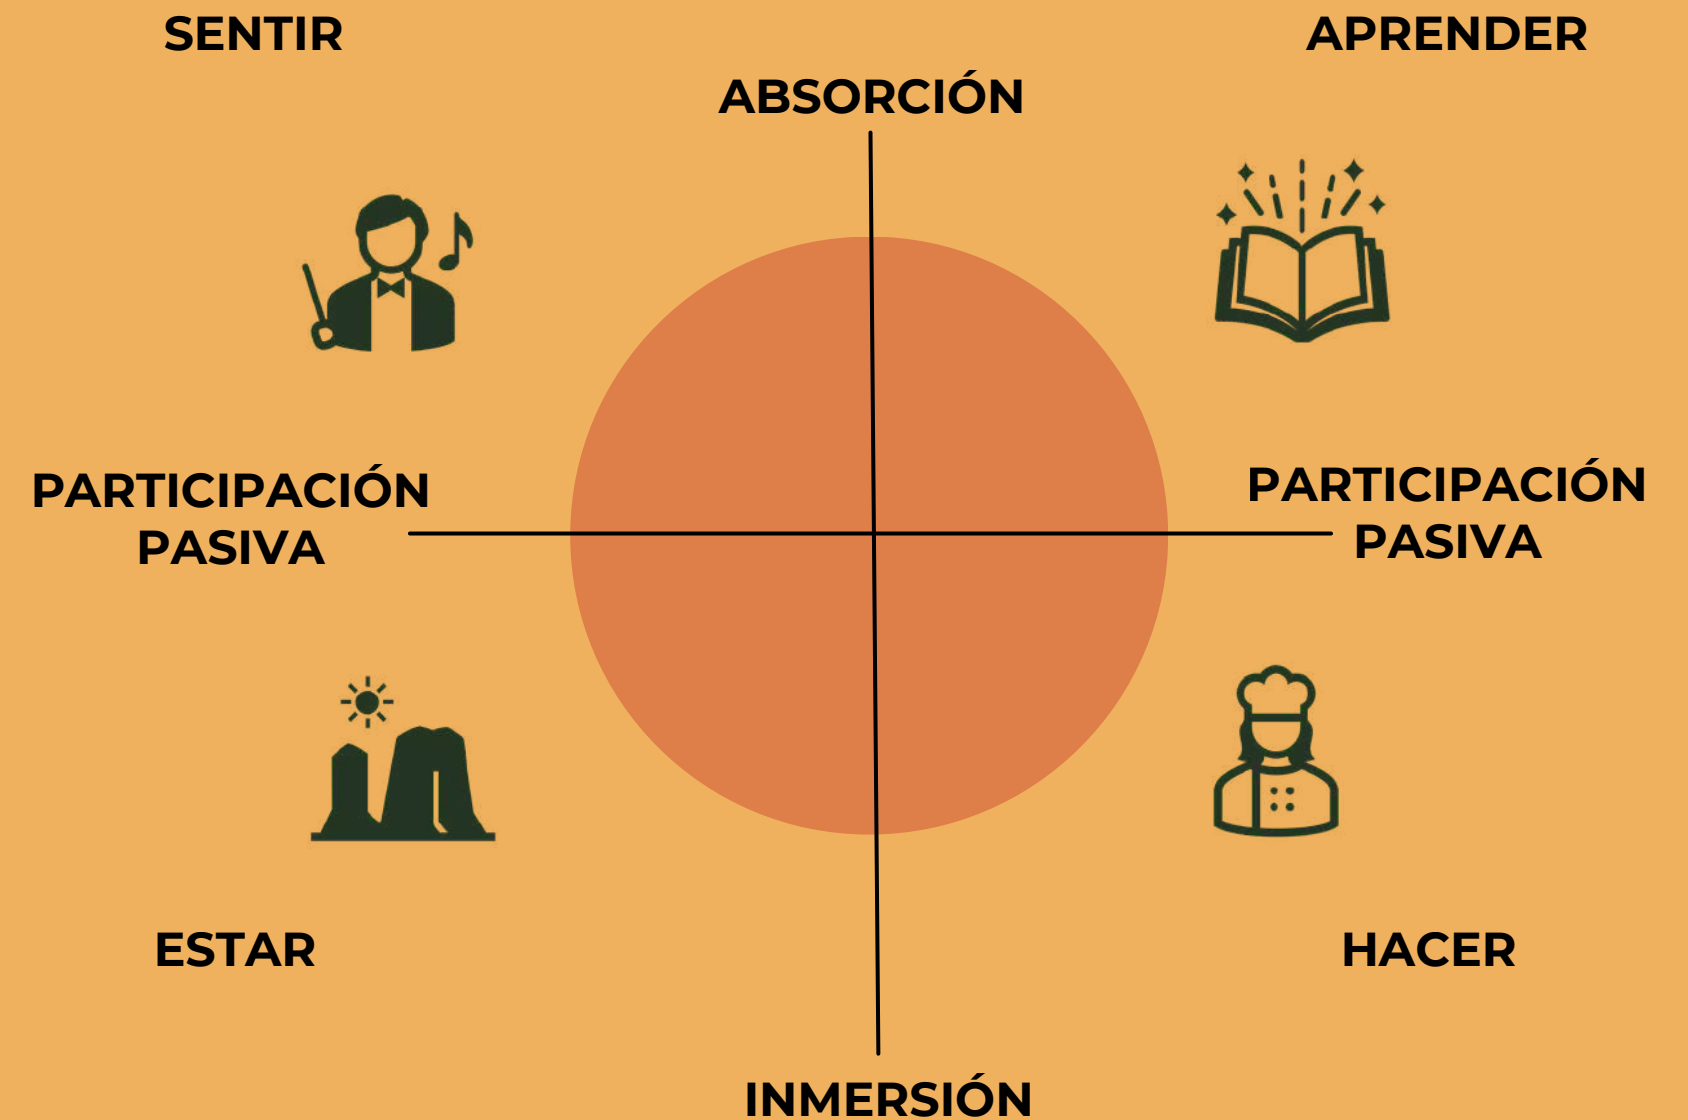 SENTIR
APRENDER
ABSORCIÓN
PARTICIPACIÓN
PASIVA
PARTICIPACIÓN
PASIVA
ESTAR
HACER
INMERSIÓN